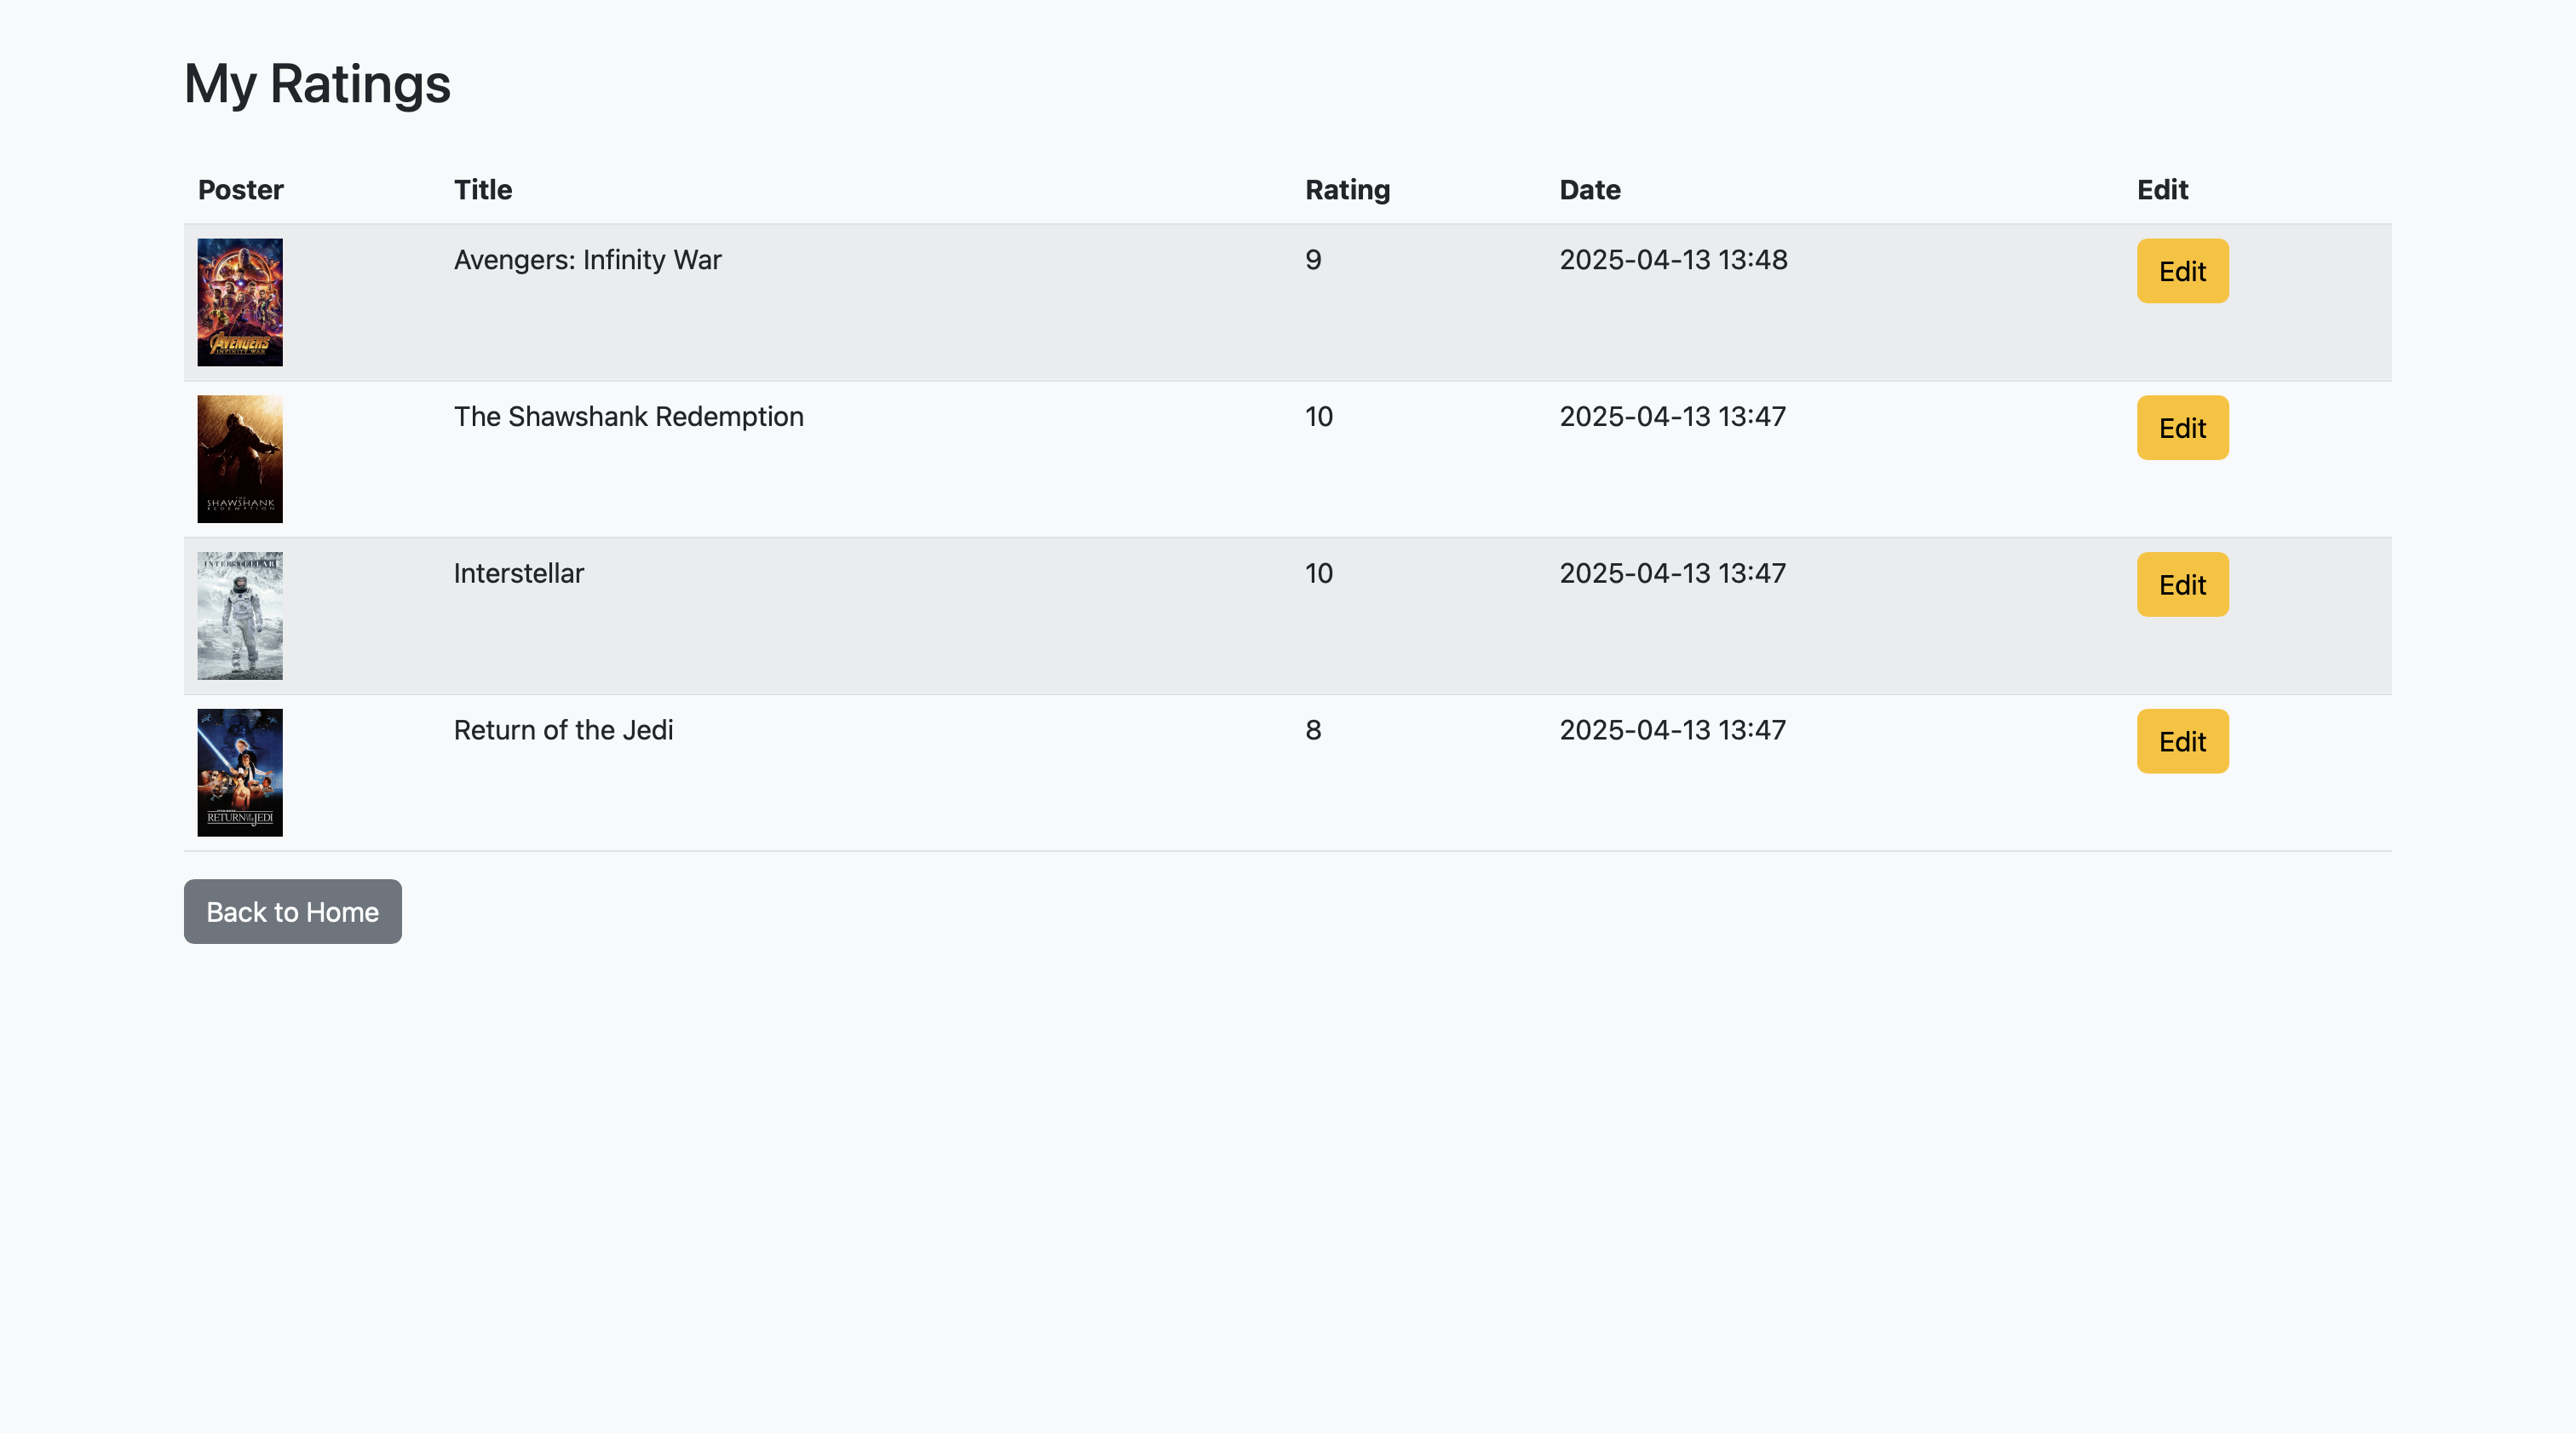 My Ratings
Poster Title Rating Date Edit
Avengers: Infinity War 9 2025-04-13 13:48 Edit
AVENGERS
INFINITY WAR
The Shawshank Redemption 10 2025-04-13 13:47 Edit
THE
SHAWSHANK
REDEMPTION
Interstellar 10 2025-04-13 13:47 Edit
INTERSTELLAR
Return of the Jedi 8 2025-04-13 13:47 Edit
RETURN OF THE JEDI
Back to Home